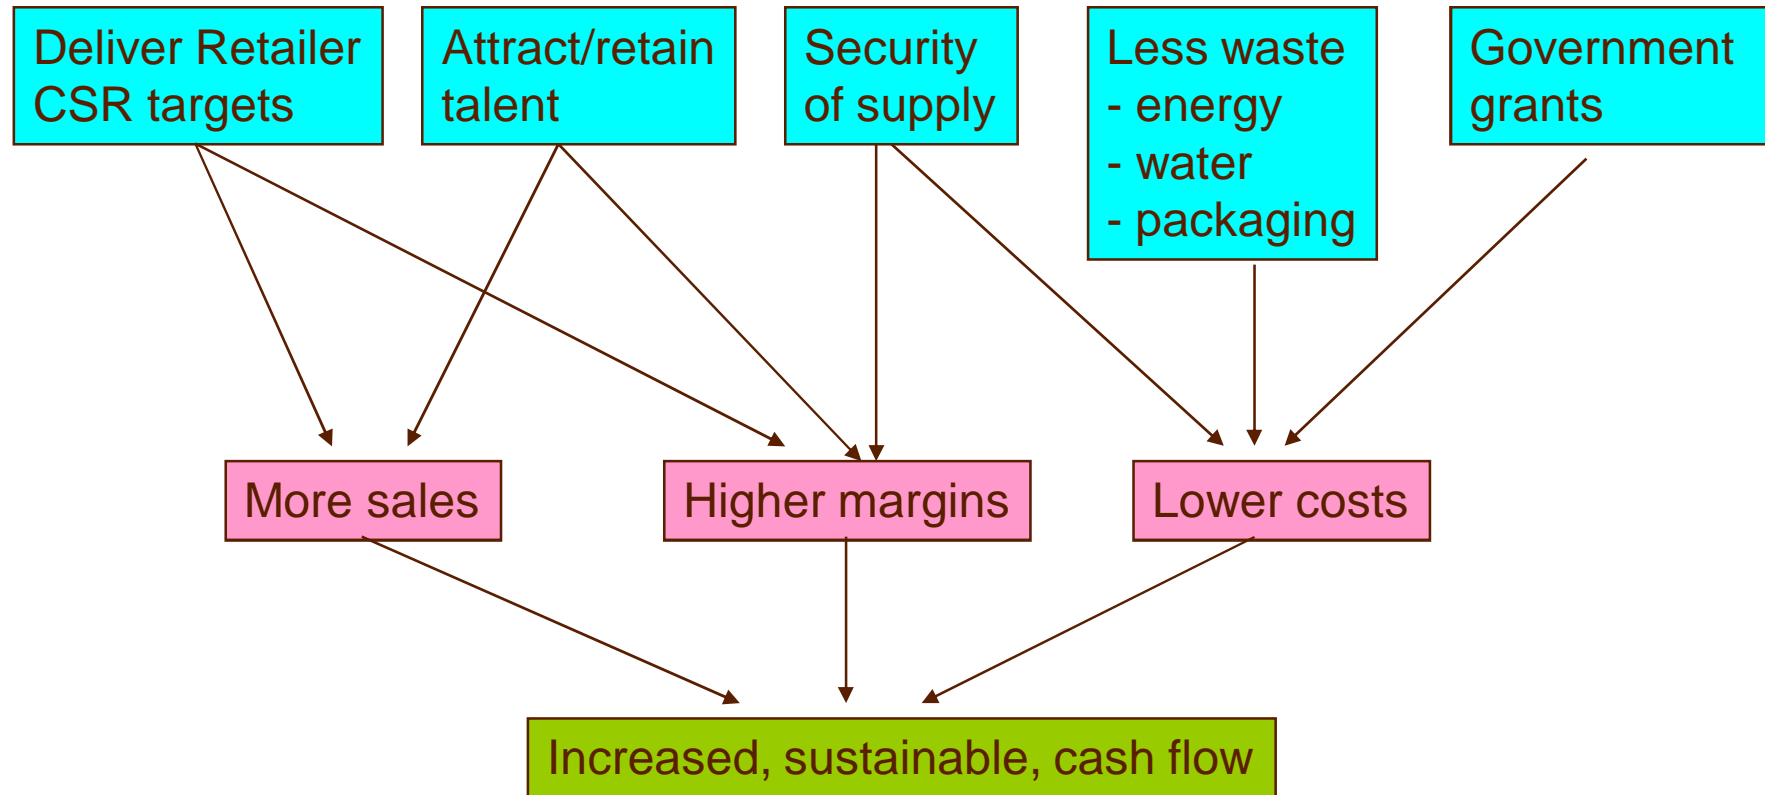 Deliver Retailer
CSR targets
Attract/retain
talent
Security
of supply
Less waste
- energy
- water
- packaging
Government
grants
More sales
Higher margins
Lower costs
Increased, sustainable, cash flow